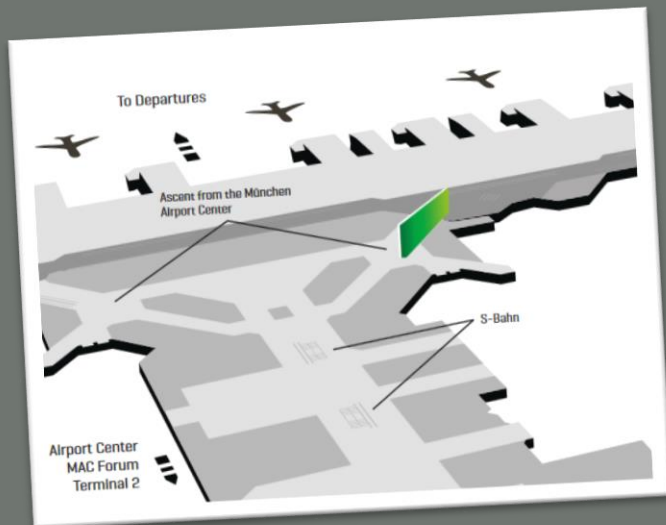 To Departures
Ascent from the München
Airport Center
S-Bahn
Airport Center
MAC Forum
Terminal 2